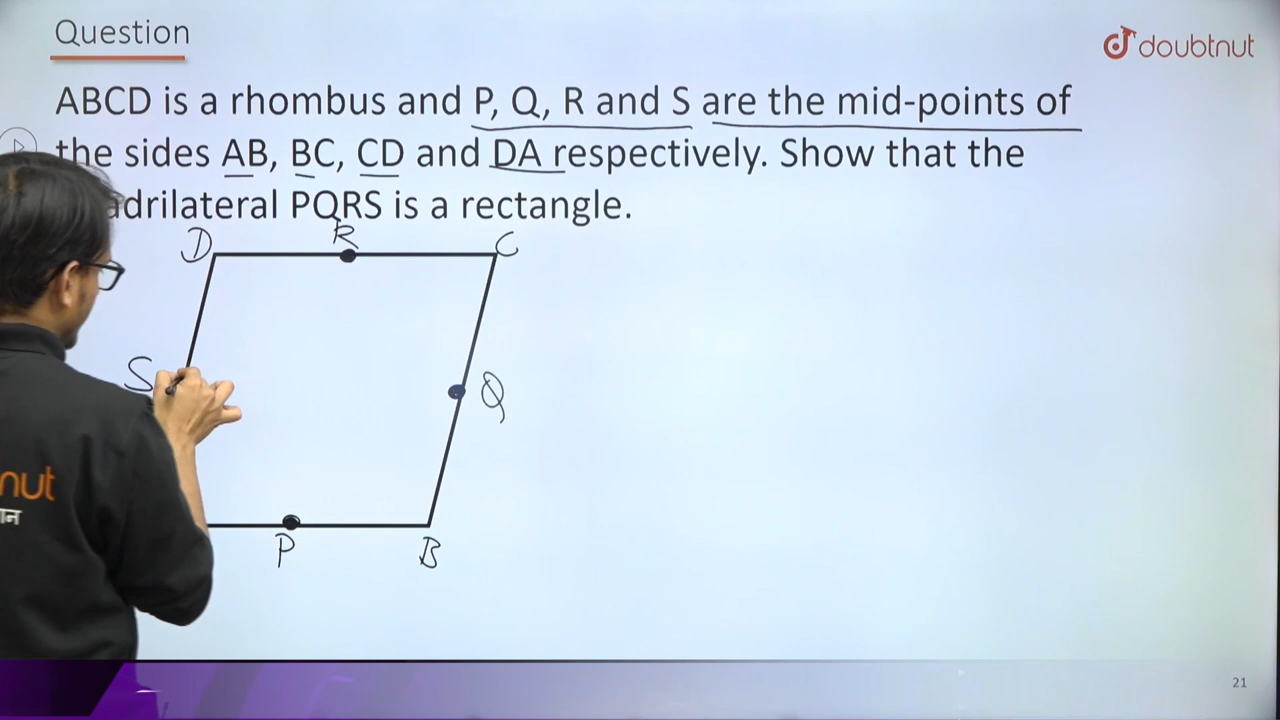 Question
doubtnut
ABCD is a rhombus and P, Q, R and S are the mid-points of
the sides AB, BC, CD and DA respectively. Show that the
adrilateral PQRS is a rectangle.
D R C
S
Q
nut
P B
21